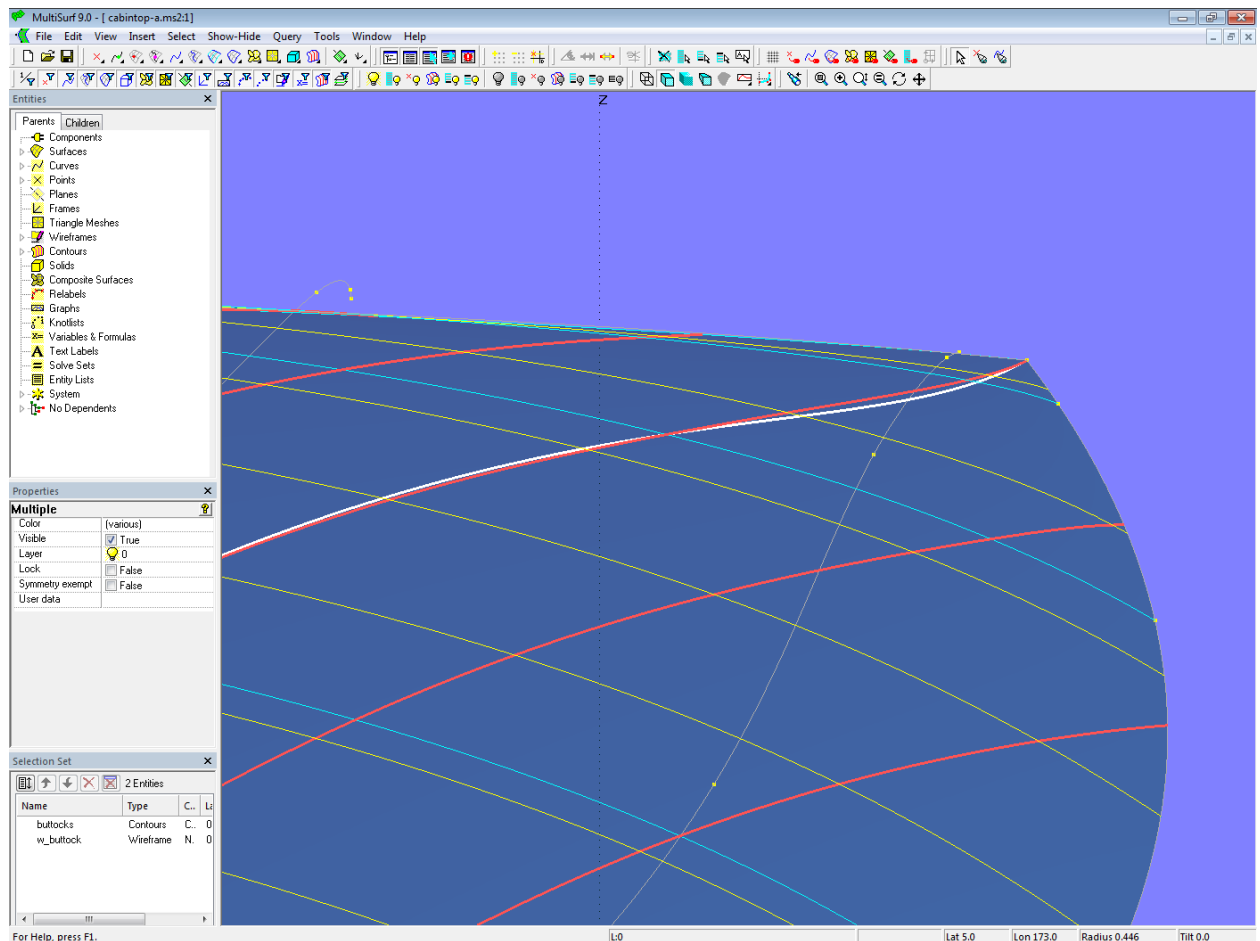 MultiSurf 9.0 - [ cabintop-a.ms2:1]
File Edit View Insert Select Show-Hide Query Tools Window Help
Entities
Parents Children
Components
Surfaces
Curves
Points
Planes
Frames
Triangle Meshes
Wireframes
Contours
Solids
Composite Surfaces
Relabels
Graphs
Knotlists
Variables & Formulas
Text Labels
Solve Sets
Entity Lists
System
No Dependents
Properties
Multiple
Color (various)
Visible True
Layer 0
Lock False
Symmetry exempt False
User data
Selection Set
2 Entities
Name Type C.. La
buttocks Contours C.. 0
w_buttock Wireframe N. 0
For Help, press F1.
Z
L:0
Lat 5.0 Lon 173.0 Radius 0.446 Tilt 0.0